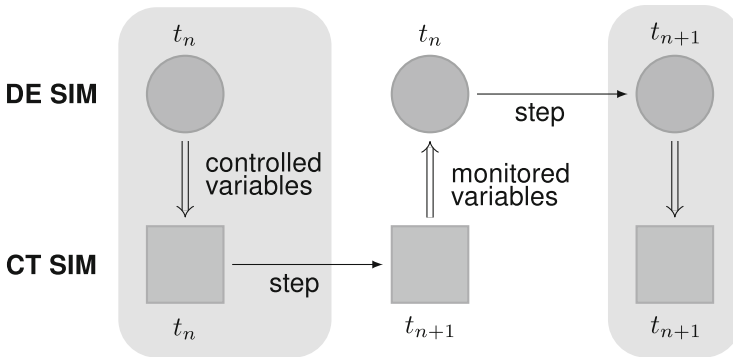 t_n
t_n
t_{n+1}
DE SIM
step
controlled
variables
monitored
variables
CT SIM
step
t_n
t_{n+1}
t_{n+1}